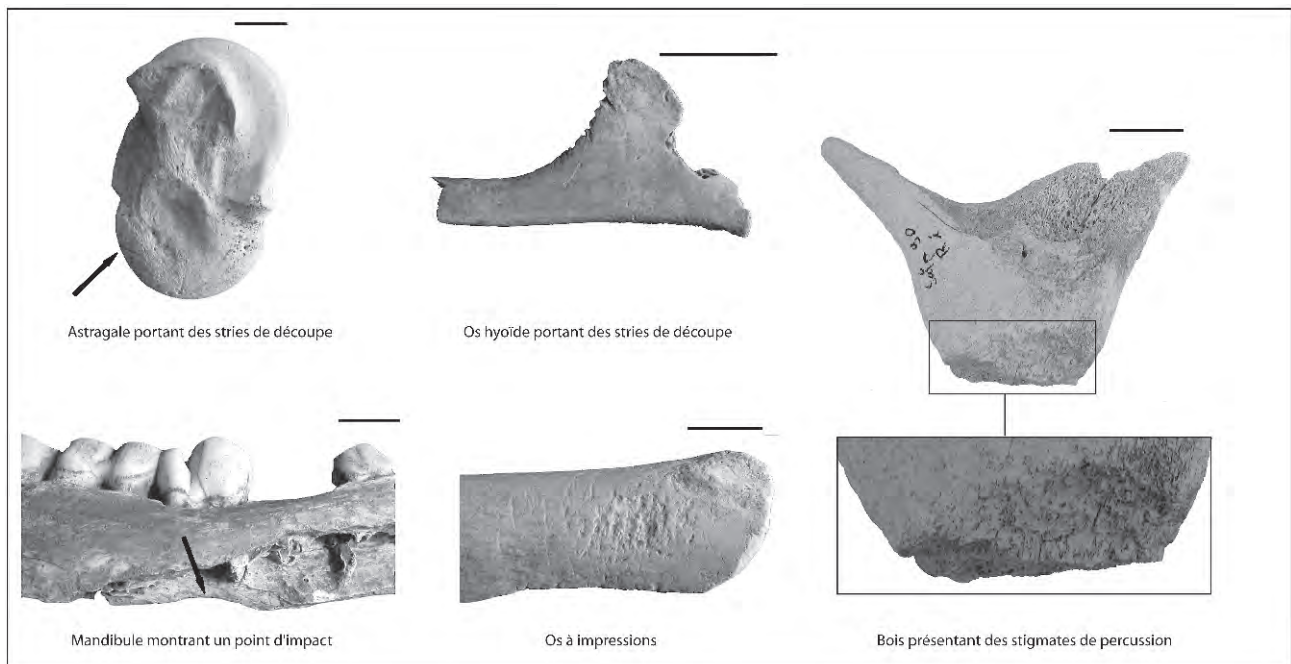 Astragale portant des stries de découpe
Os hyoïde portant des stries de découpe
Mandibule montrant un point d'impact
Os à impressions
Bois présentant des stigmates de percussion